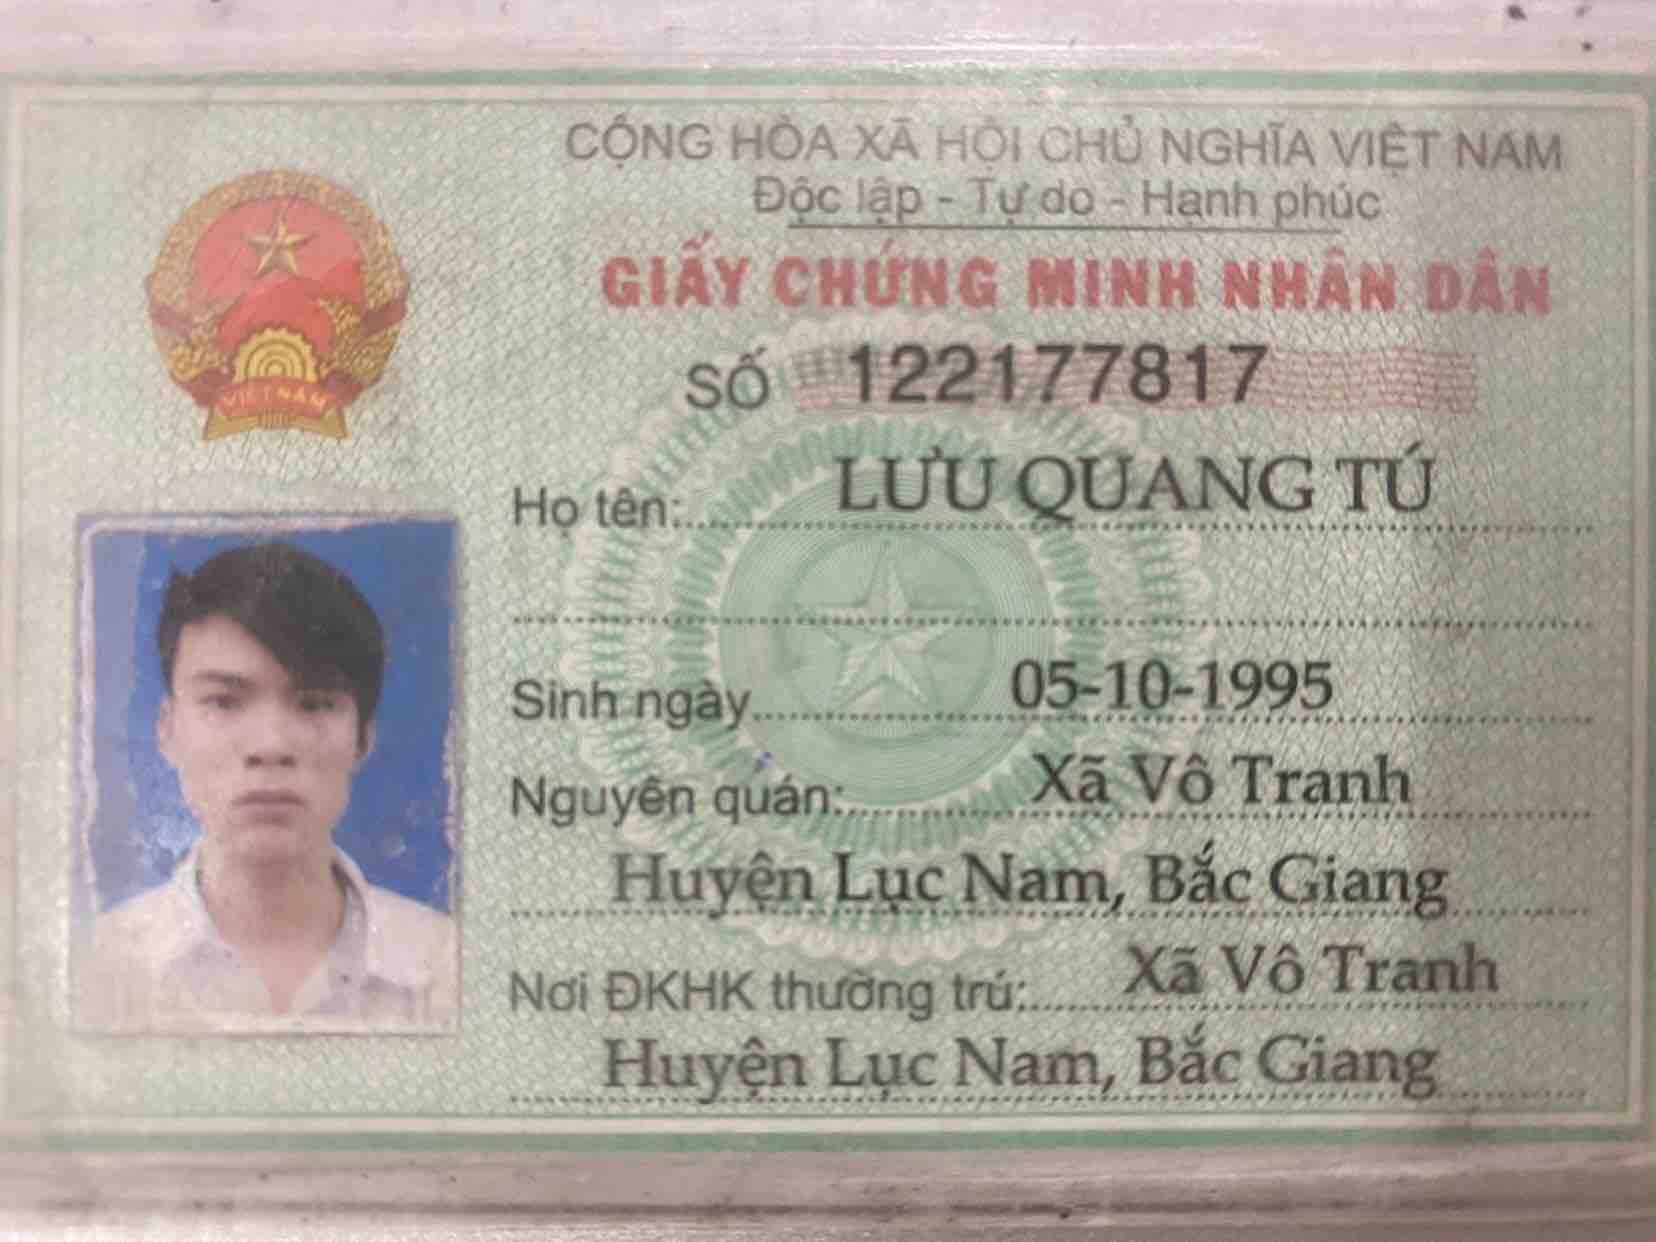 CỘNG HÒA XÃ HỘI CHỦ NGHĨA VIỆT NAM
Độc lập - Tự do - Hạnh phúc
GIẤY CHỨNG MINH NHÂN DÂN
SỐ 122177817
Họ tên: LƯU QUANG TÚ
Sinh ngày 05-10-1995
Nguyên quán: Xã Vô Tranh
Huyện Lục Nam, Bắc Giang
Nơi ĐKHK thường trú: Xã Vô Tranh
Huyện Lục Nam, Bắc Giang
VIỆT NAM